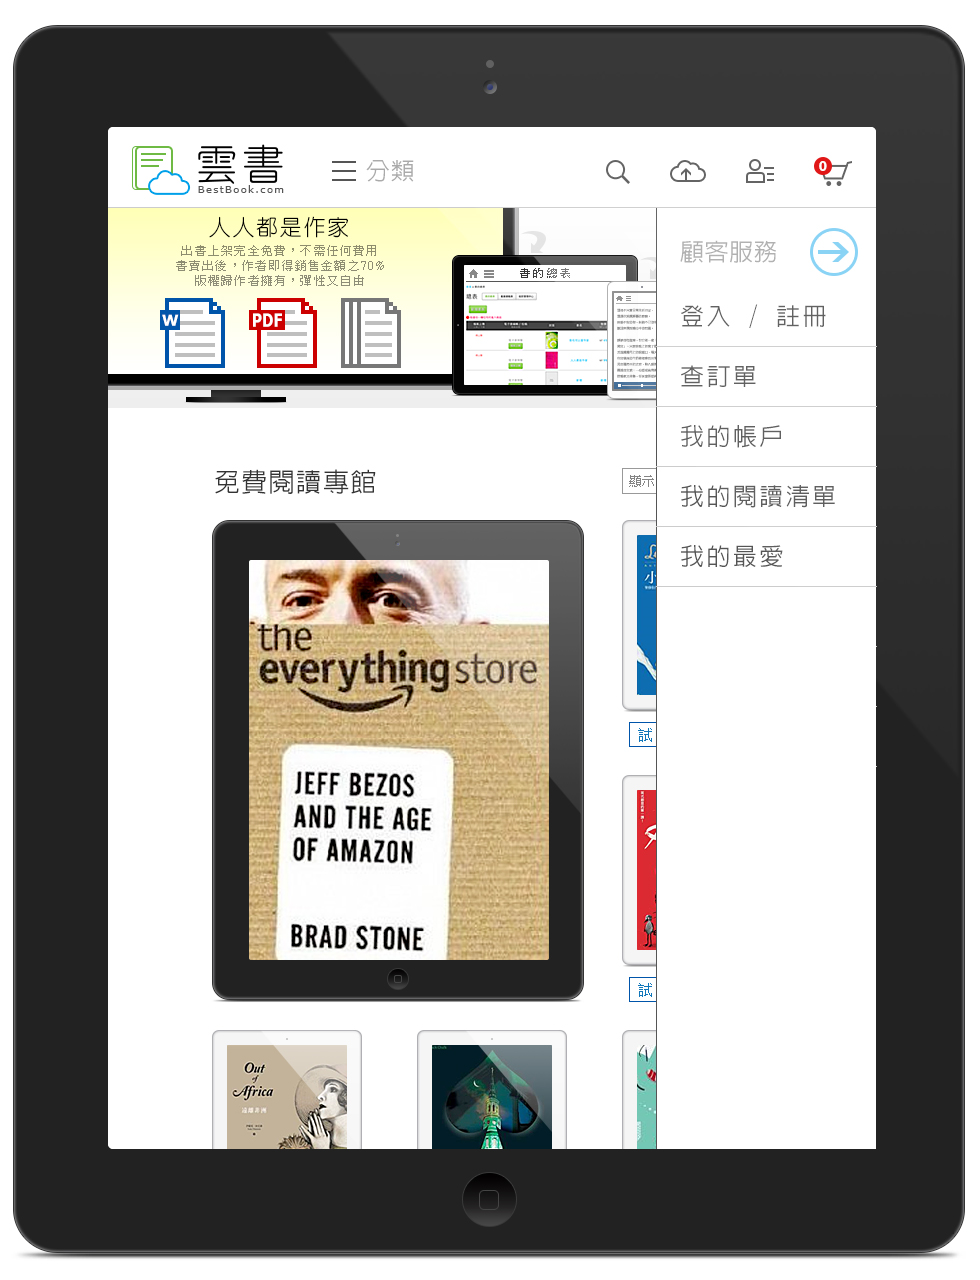 雲書
BestBook.com
分類
0
人人都是作家
出書上架完全免費，不需任何費用
書賣出後，作者即得銷售金額之70%
版權歸作者擁有，彈性又自由
W
PDF
書的總表
總表
顧客服務
登入 / 註冊
查訂單
我的帳戶
我的閱讀清單
我的最愛
免費閱讀專館
顯示
the
everything store
JEFF BEZOS
AND THE AGE
OF AMAZON
BRAD STONE
小
試
試
Out
of
Africa
遠離非洲